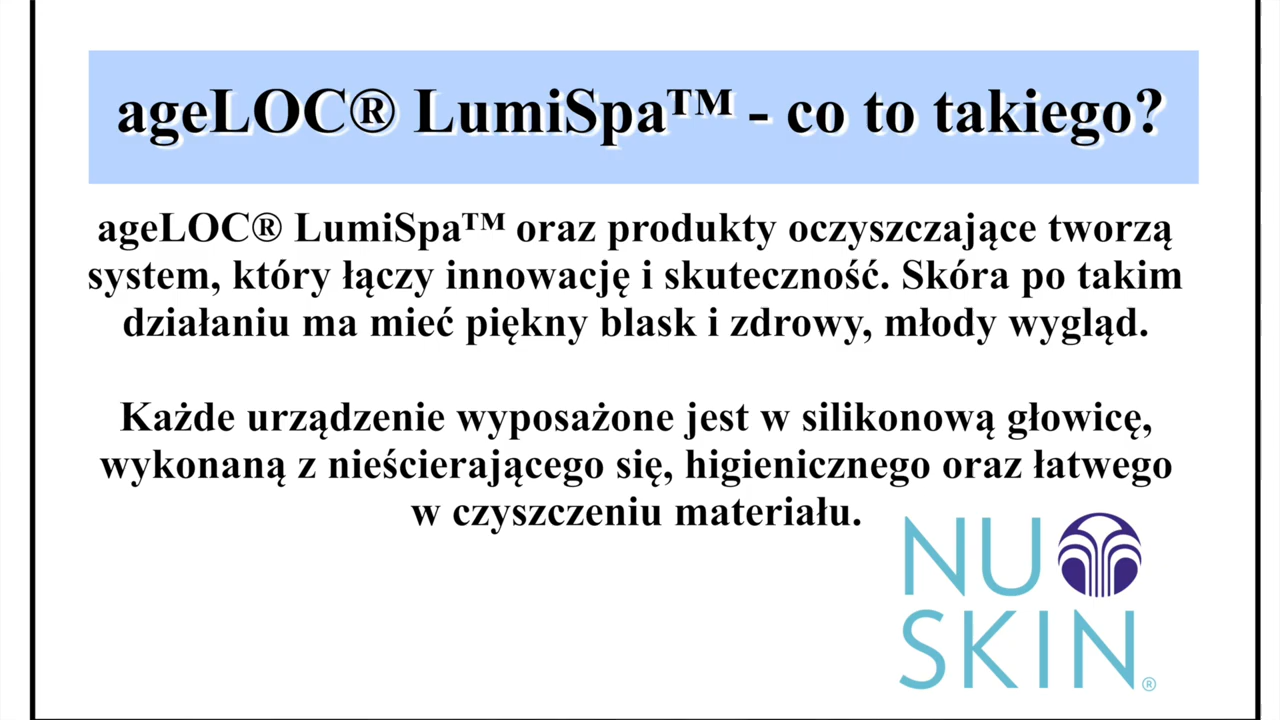 ageLOC® LumiSpa™ - co to takiego?
ageLOC® LumiSpa™ oraz produkty oczyszczające tworzą
system, który łączy innowację i skuteczność. Skóra po takim
działaniu ma mieć piękny blask i zdrowy, młody wygląd.
Każde urządzenie wyposażone jest w silikonową głowicę,
wykonaną z nieścierającego się, higienicznego oraz łatwego
w czyszczeniu materiału.
NU
SKIN®